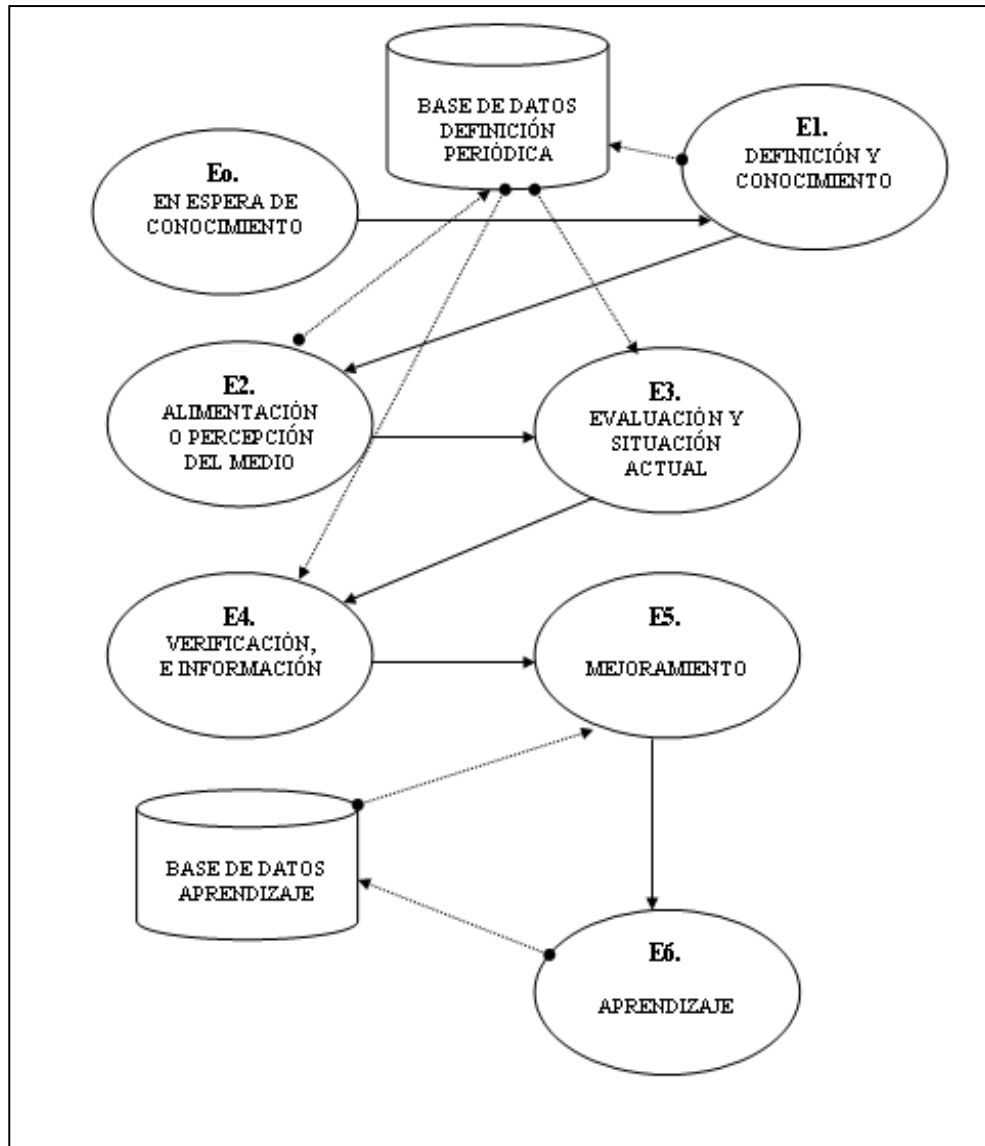 BASE DE DATOS
DEFINICIÓN
PERIÓDICA
E1.
DEFINICIÓN Y
CONOCIMIENTO
Eo.
EN ESPERA DE
CONOCIMIENTO
E2.
ALIMENTACIÓN
O PERCEPCIÓN
DEL MEDIO
E3.
EVALUACIÓN Y
SITUACIÓN
ACTUAL
E4.
VERIFICACIÓN,
E INFORMACIÓN
E5.
MEJORAMIENTO
BASE DE DATOS
APRENDIZAJE
E6.
APRENDIZAJE